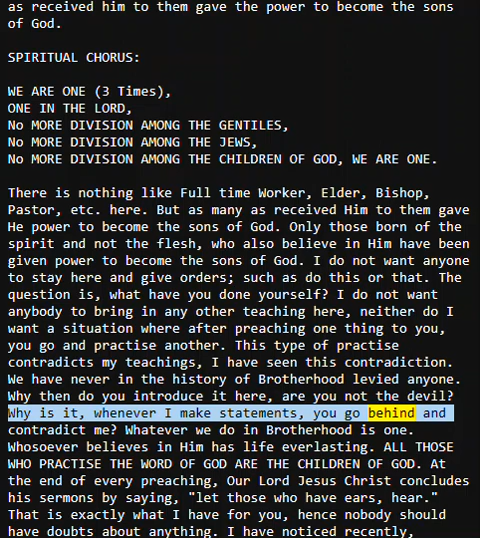 as received him to them gave the power to become the sons
of God.
SPIRITUAL CHORUS:
WE ARE ONE (3 Times),
ONE IN THE LORD,
No MORE DIVISION AMONG THE GENTILES,
No MORE DIVISION AMONG THE JEWS,
No MORE DIVISION AMONG THE CHILDREN OF GOD, WE ARE ONE.
There is nothing like Full time Worker, Elder, Bishop,
Pastor, etc. here. But as many as received Him to them gave
He power to become the sons of God. Only those born of the
spirit and not the flesh, who also believe in Him have been
given power to become the sons of God. I do not want anyone
to stay here and give orders; such as do this or that. The
question is, what have you done yourself? I do not want
anybody to bring in any other teaching here, neither do I
want a situation where after preaching one thing to you,
you go and practise another. This type of practise
contradicts my teachings, I have seen this contradiction.
We have never in the history of Brotherhood levied anyone.
Why then do you introduce it here, are you not the devil?
Why is it, whenever I make statements, you go behind and
contradict me? Whatever we do in Brotherhood is one.
Whosoever believes in Him has life everlasting. ALL THOSE
WHO PRACTISE THE WORD OF GOD ARE THE CHILDREN OF GOD. At
the end of every preaching, Our Lord Jesus Christ concludes
his sermons by saying, "let those who have ears, hear."
That is exactly what I have for you, hence nobody should
have doubts about anything. I have noticed recently,